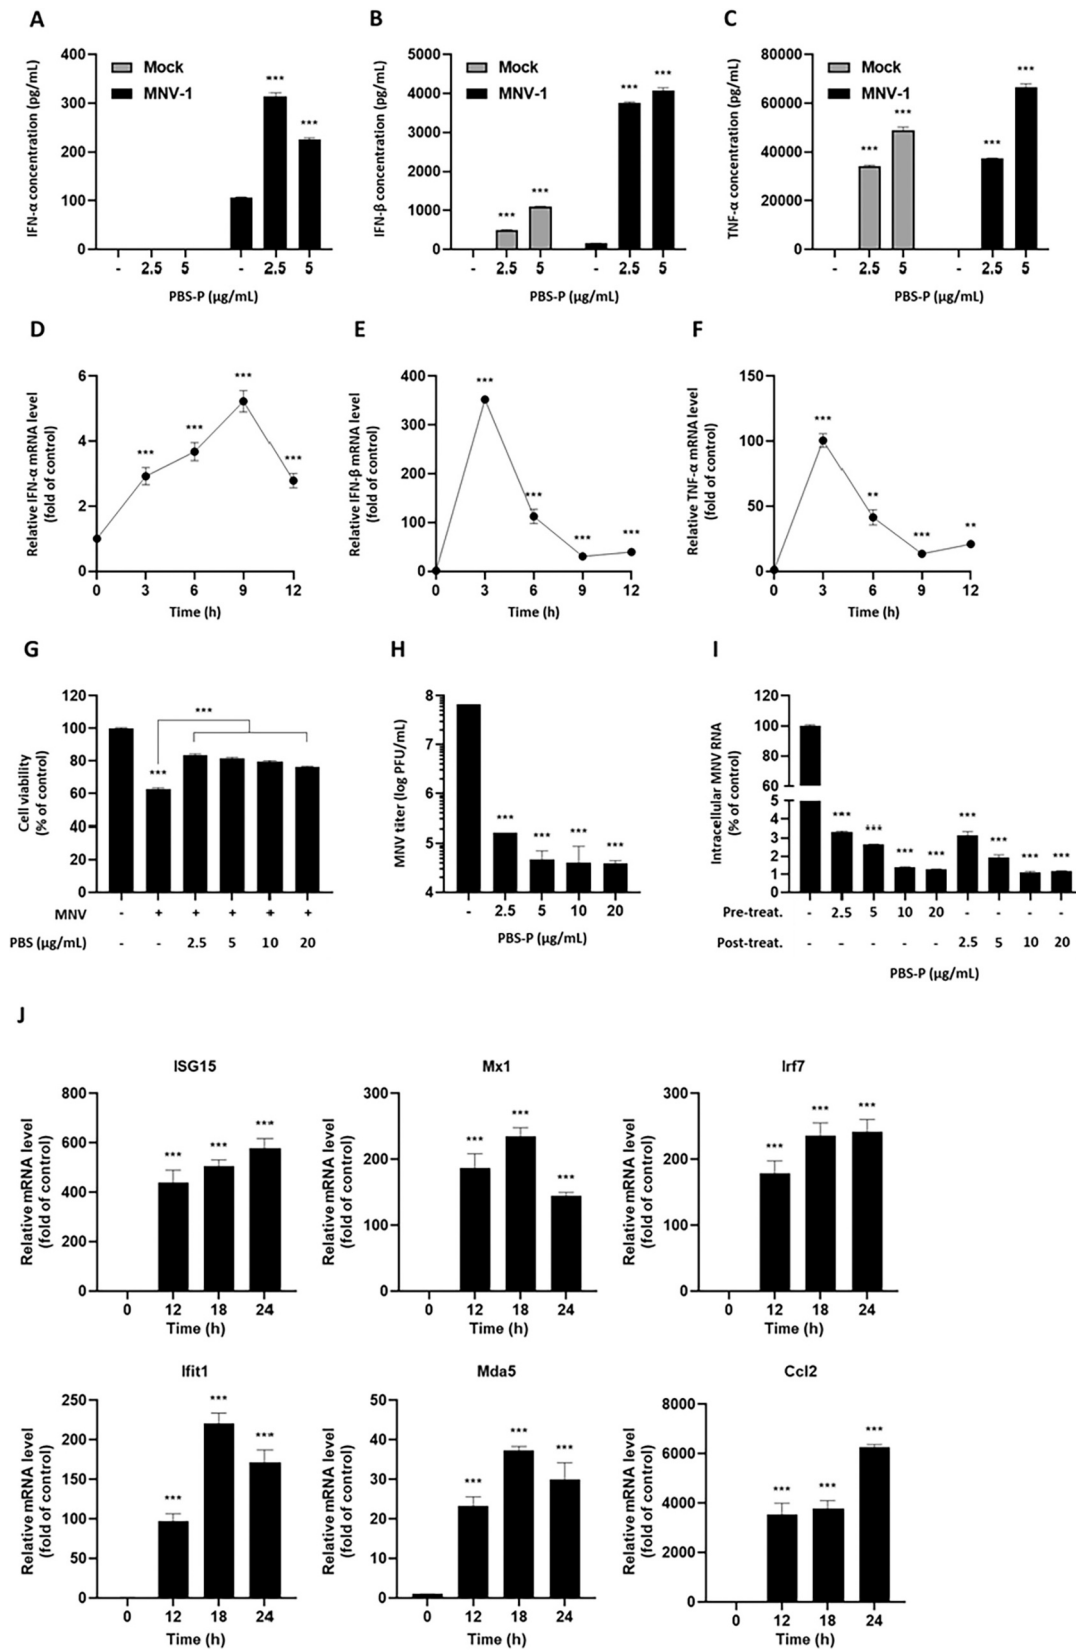 A
B
C
IFN-α concentration (pg/mL)
400
300
200
100
0
Mock
MNV-1
***
***
- 2.5 5 - 2.5 5
PBS-P (µg/mL)
IFN-β concentration (pg/mL)
5000
4000
3000
2000
1000
0
Mock
MNV-1
***
***
***
***
- 2.5 5 - 2.5 5
PBS-P (µg/mL)
TNF-α concentration (pg/mL)
80000
60000
40000
20000
0
Mock
MNV-1
***
***
***
***
- 2.5 5 - 2.5 5
PBS-P (µg/mL)
D
E
F
Relative IFN-α mRNA level
(fold of control)
6
4
2
0
***
***
***
***
0 3 6 9 12
Time (h)
Relative IFN-β mRNA level
(fold of control)
400
300
200
100
0
***
***
***
***
0 3 6 9 12
Time (h)
Relative TNF-α mRNA level
(fold of control)
150
100
50
0
***
**
***
**
0 3 6 9 12
Time (h)
G
H
I
Cell viability
(% of control)
120
100
80
60
40
20
0
***
***
MNV - + + + + +
PBS (µg/mL) - - 2.5 5 10 20
MNV titer (log PFU/mL)
8
7
6
5
4
***
***
***
***
- 2.5 5 10 20
PBS-P (µg/mL)
Intracellular MNV RNA
(% of control)
120
100
80
60
5
4
3
2
1
0
***
***
***
***
***
***
***
***
Pre-treat. - 2.5 5 10 20 - - - -
Post-treat. - - - - - 2.5 5 10 20
PBS-P (µg/mL)
J
ISG15
Relative mRNA level
(fold of control)
800
600
400
200
0
***
***
***
0 12 18 24
Time (h)
Mx1
Relative mRNA level
(fold of control)
300
200
100
0
***
***
***
0 12 18 24
Time (h)
Irf7
Relative mRNA level
(fold of control)
300
200
100
0
***
***
***
0 12 18 24
Time (h)
Ifit1
Relative mRNA level
(fold of control)
250
200
150
100
50
0
***
***
***
0 12 18 24
Time (h)
Mda5
Relative mRNA level
(fold of control)
50
40
30
20
10
0
***
***
***
0 12 18 24
Time (h)
Ccl2
Relative mRNA level
(fold of control)
8000
6000
4000
2000
0
***
***
***
0 12 18 24
Time (h)